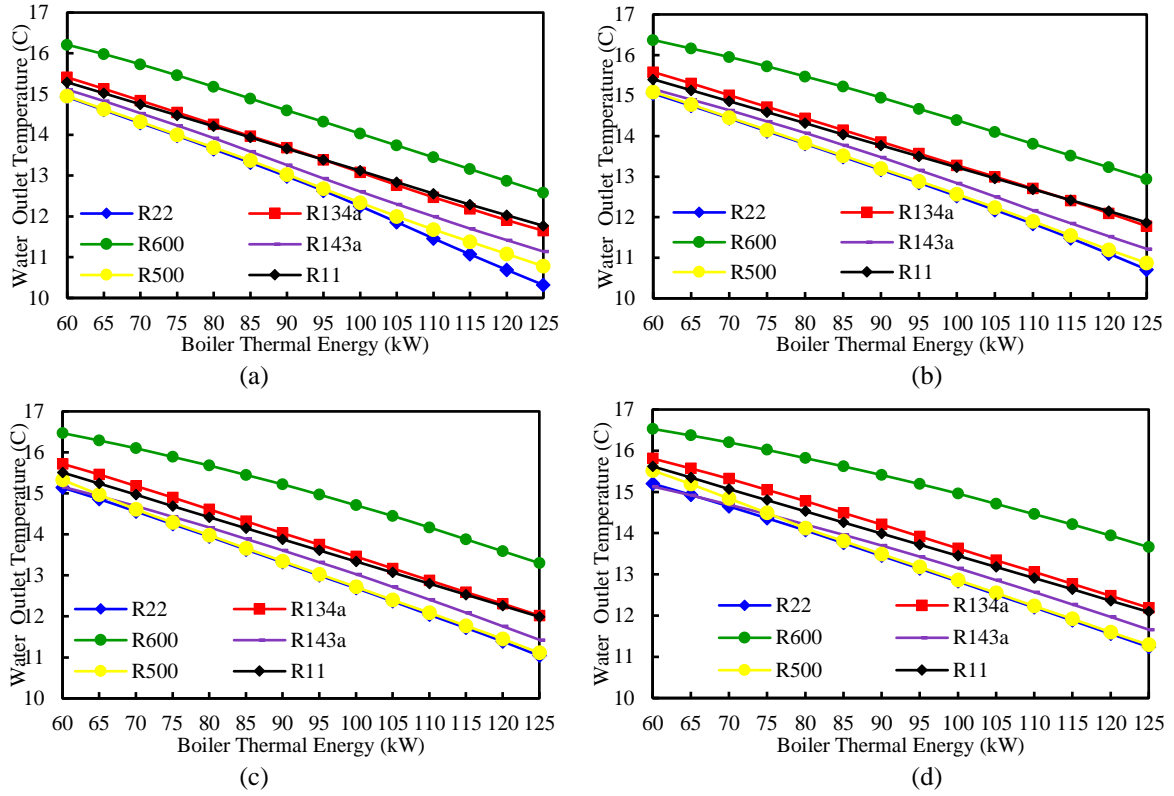 17
16
15
14
13
12
11
10
Water Outlet Temperature (C)
R22
R134a
R600
R143a
R500
R11
60 65 70 75 80 85 90 95 100 105 110 115 120 125
Boiler Thermal Energy (kW)
(a)
17
16
15
14
13
12
11
10
Water Outlet Temperature (C)
R22
R134a
R600
R143a
R500
R11
60 65 70 75 80 85 90 95 100 105 110 115 120 125
Boiler Thermal Energy (kW)
(b)
17
16
15
14
13
12
11
10
Water Outlet Temperature (C)
R22
R134a
R600
R143a
R500
R11
60 65 70 75 80 85 90 95 100 105 110 115 120 125
Boiler Thermal Energy (kW)
(c)
17
16
15
14
13
12
11
10
Water Outlet Temperature (C)
R22
R134a
R600
R143a
R500
R11
60 65 70 75 80 85 90 95 100 105 110 115 120 125
Boiler Thermal Energy (kW)
(d)